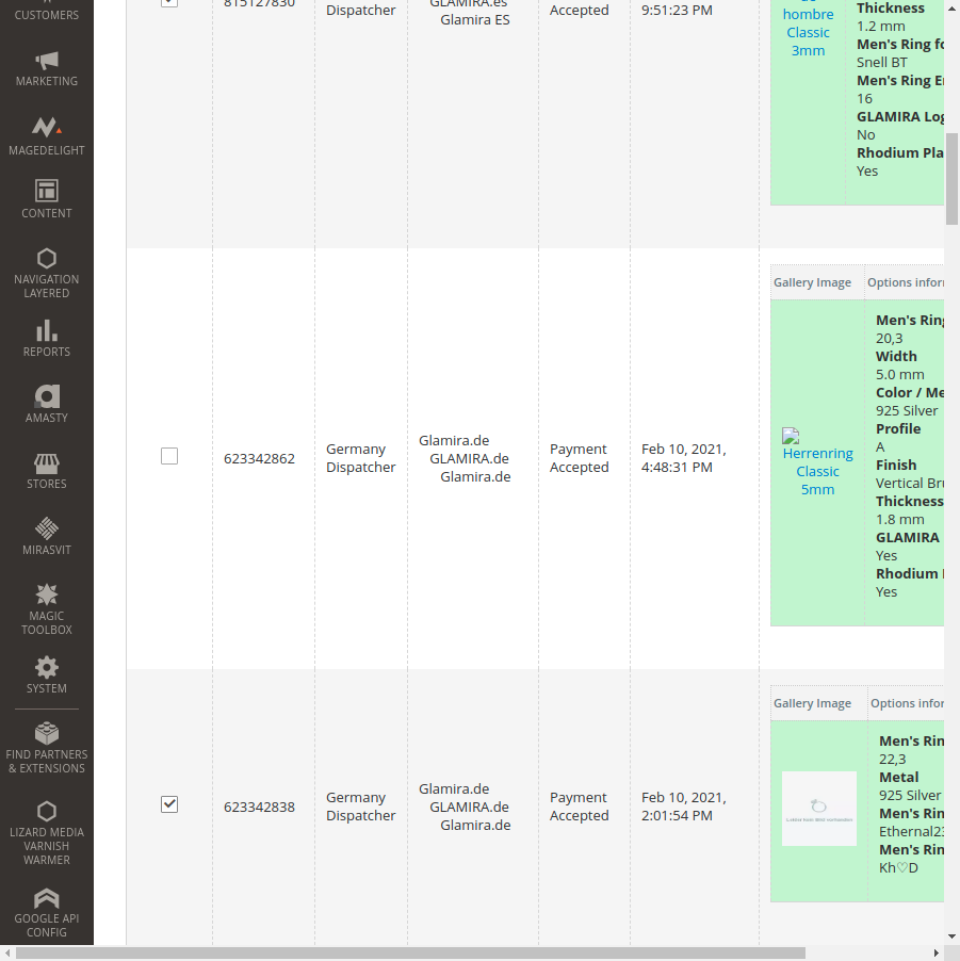 CUSTOMERS
MARKETING
MAGEDELIGHT
CONTENT
NAVIGATION
LAYERED
REPORTS
AMASTY
STORES
MIRASVIT
MAGIC
TOOLBOX
SYSTEM
FIND PARTNERS
& EXTENSIONS
LIZARD MEDIA
VARNISH
WARMER
GOOGLE API
CONFIG
815127830
Dispatcher
GLAMIRA.es
Glamira ES
Accepted
9:51:23 PM
hombre
Classic
3mm
Thickness
1.2 mm
Men's Ring fo
Snell BT
Men's Ring E
16
GLAMIRA Log
No
Rhodium Pla
Yes
623342862
Germany
Dispatcher
Glamira.de
GLAMIRA.de
Glamira.de
Payment
Accepted
Feb 10, 2021,
4:48:31 PM
Gallery Image
Options infor
Herrenring
Classic
5mm
Men's Ring
20,3
Width
5.0 mm
Color / Me
925 Silver
Profile
A
Finish
Vertical Bru
Thickness
1.8 mm
GLAMIRA
Yes
Rhodium
Yes
623342838
Germany
Dispatcher
Glamira.de
GLAMIRA.de
Glamira.de
Payment
Accepted
Feb 10, 2021,
2:01:54 PM
Gallery Image
Options infor
Men's Rin
22,3
Metal
925 Silver
Men's Rin
Ethernal23
Men's Rin
Kh♡D